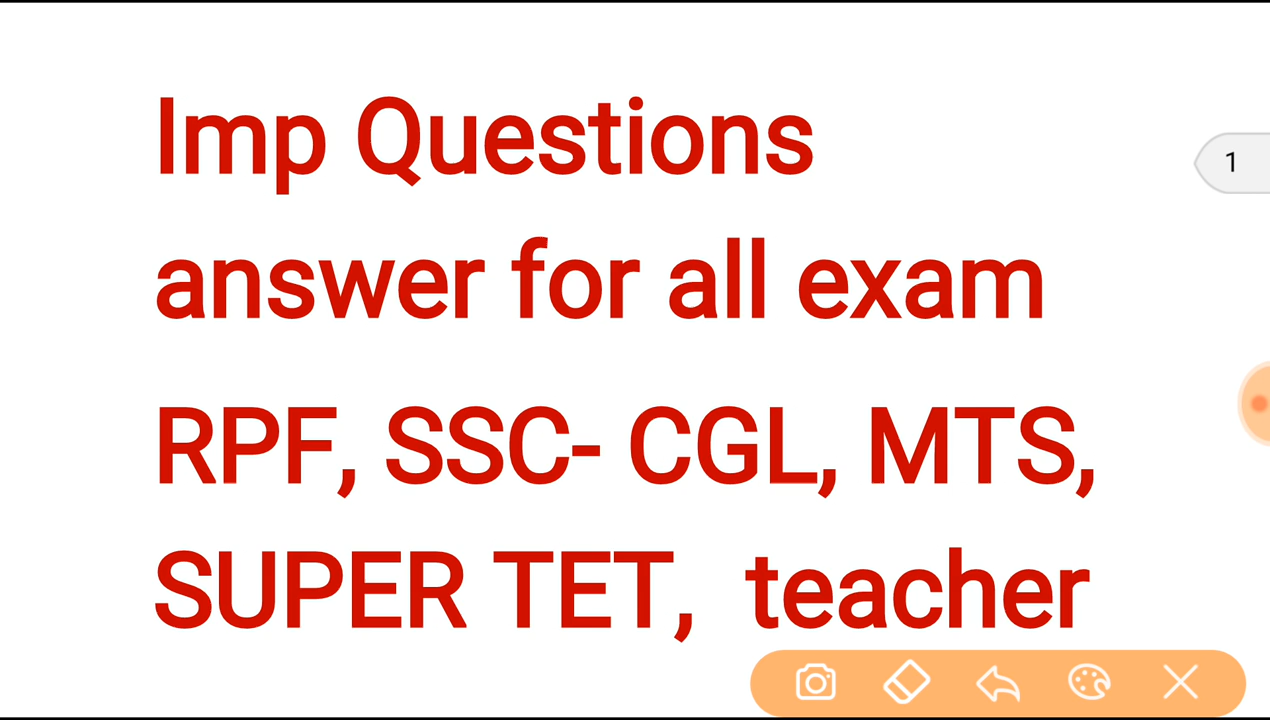 Imp Questions
1
answer for all exam
RPF, SSC- CGL, MTS,
SUPER TET, teacher